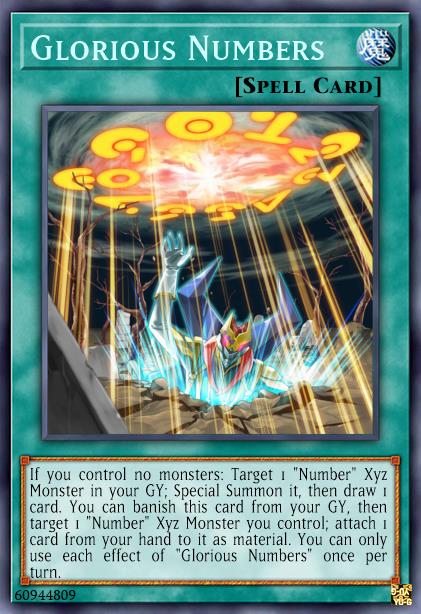 Glorious Numbers
魔
[Spell Card]
If you control no monsters: Target 1 "Number" Xyz
Monster in your GY; Special Summon it, then draw 1
card. You can banish this card from your GY, then
target 1 "Number" Xyz Monster you control; attach 1
card from your hand to it as material. You can only
use each effect of "Glorious Numbers" once per
turn.
60944809